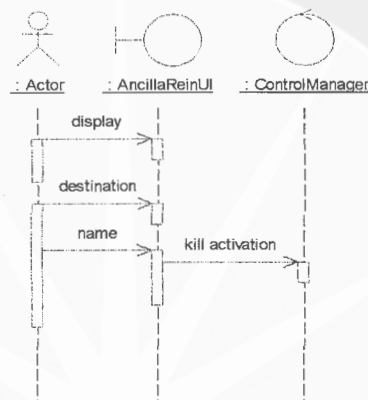 : Actor
: AncillaReinUI
: ControlManager
display
destination
name
kill activation